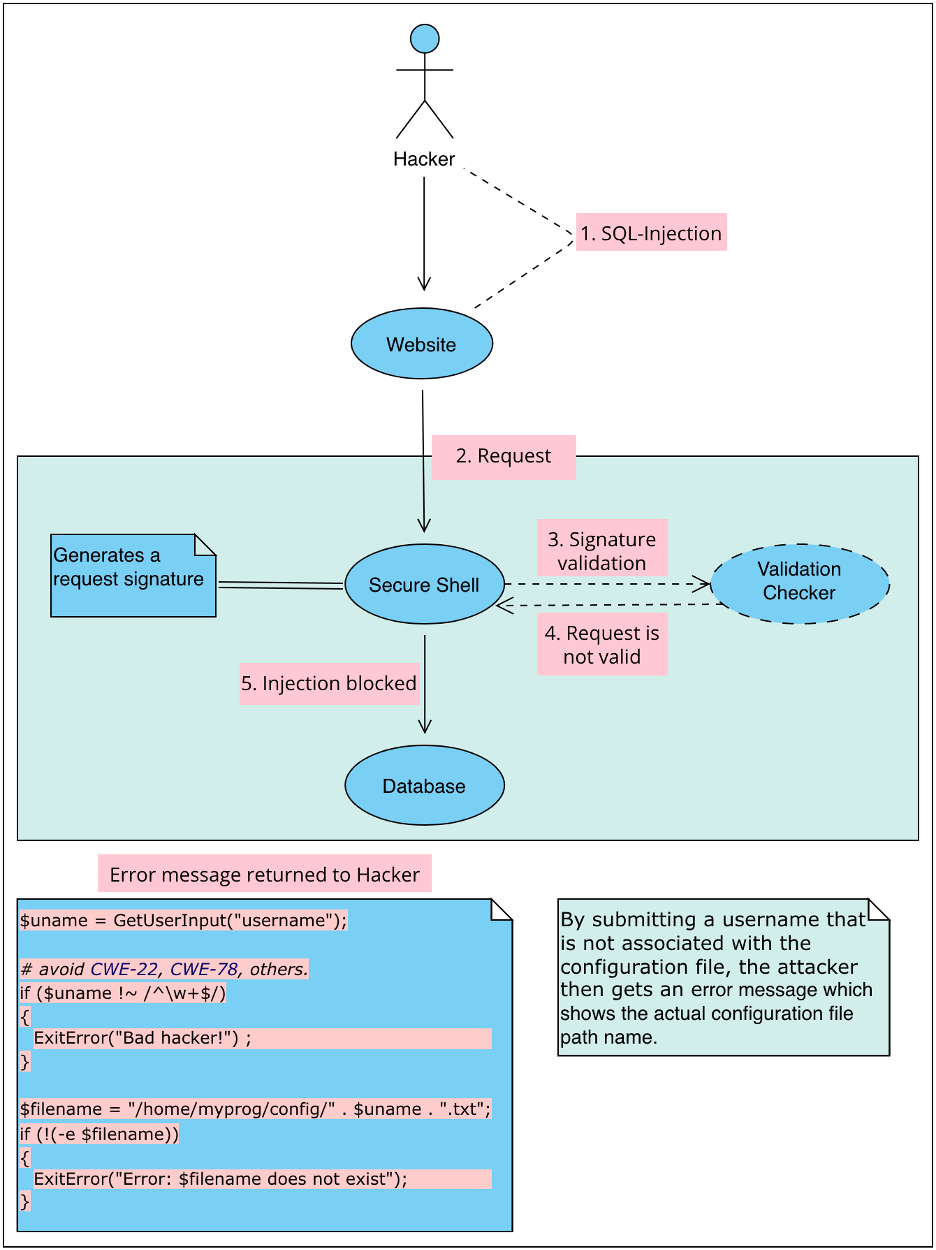 Hacker
1. SQL-Injection
Website
2. Request
Generates a
request signature
Secure Shell
3. Signature
validation
Validation
Checker
4. Request is
not valid
5. Injection blocked
Database
Error message returned to Hacker
$uname = GetUserInput("username");
# avoid CWE-22, CWE-78, others.
if ($uname !~ /^\w+$/)
{
ExitError("Bad hacker!") ;
}
$filename = "/home/myprog/config/" . $uname . ".txt";
if (!(-e $filename))
{
ExitError("Error: $filename does not exist");
}
By submitting a username that
is not associated with the
configuration file, the attacker
then gets an error message which
shows the actual configuration file
path name.